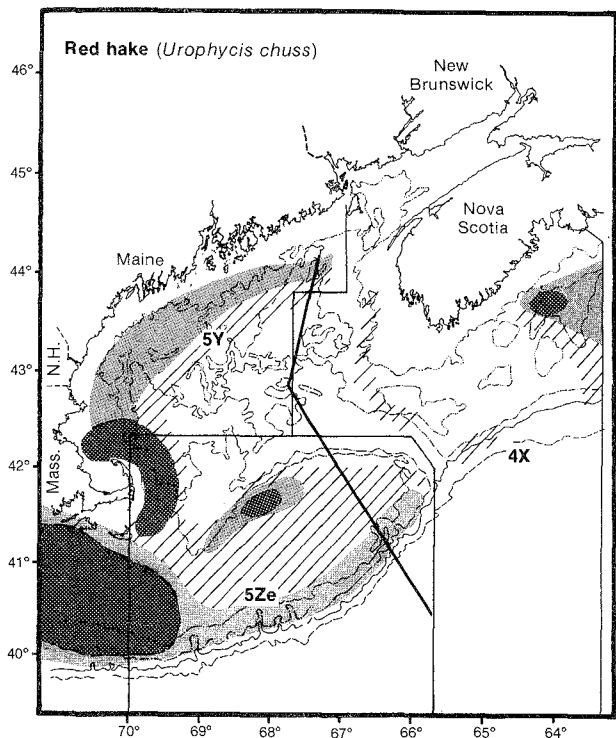 Red hake (Urophycis chuss)
New
Brunswick
Nova
Scotia
Maine
N.H.
Mass.
5Y
4X
5Ze
46°
45°
44°
43°
42°
41°
40°
70° 69° 68° 67° 66° 65° 64°